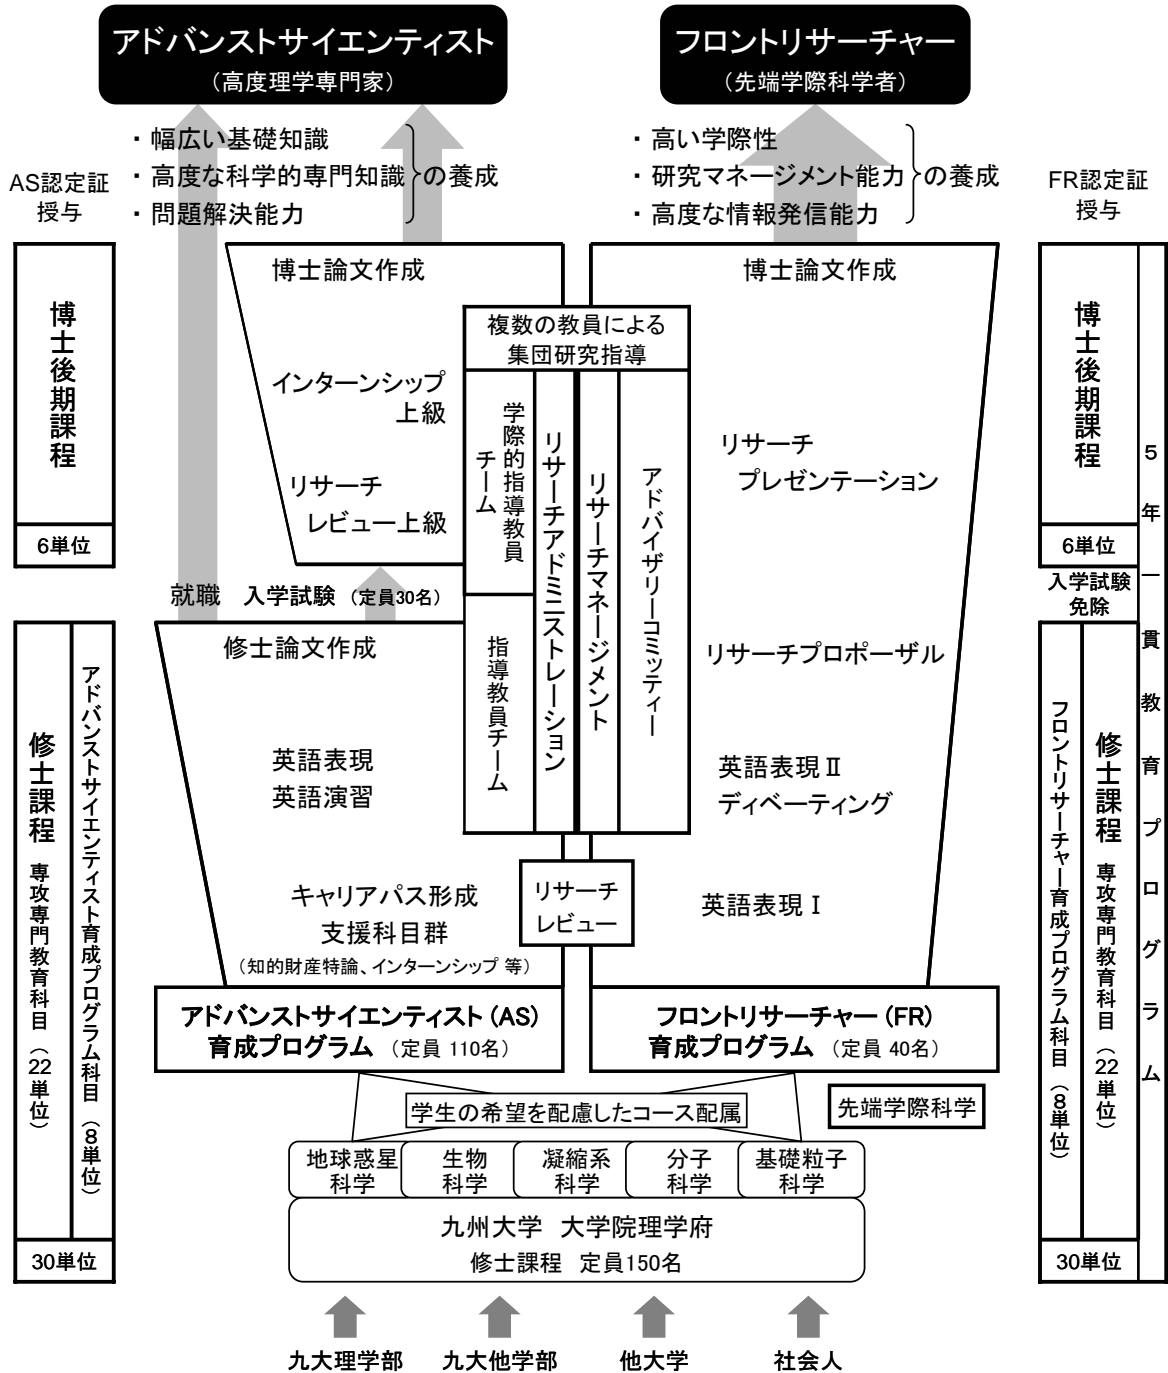 アドバンストサイエンティスト
（高度理学専門家）
フロントリサーチャー
（先端学際科学者）
・ 幅広い基礎知識
・ 高度な科学的専門知識
・ 問題解決能力
の養成
・ 高い学際性
・ 研究マネージメント能力
・ 高度な情報発信能力
の養成
AS認定証
授与
FR認定証
授与
博士後期課程
6単位
アドバンストサイエンティスト育成プログラム科目（8単位）
修士課程 専攻専門教育科目（22単位）
30単位
博士論文作成
インターンシップ
上級
リサーチ
レビュー上級
就職 入学試験 （定員30名）
修士論文作成
英語表現
英語演習
キャリアパス形成
支援科目群
（知的財産特論、インターンシップ 等）
複数の教員による
集団研究指導
学際的指導教員
チーム
指導教員チーム
リサーチアドミニストレーション
リサーチマネージメント
アドバイザリーコミッティー
リサーチ
レビュー
博士論文作成
リサーチ
プレゼンテーション
リサーチプロポーザル
英語表現Ⅱ
ディベーティング
英語表現Ⅰ
博士後期課程
6単位
入学試験
免除
修士課程 専攻専門教育科目（22単位）
フロントリサーチャー育成プログラム科目（8単位）
30単位
5年一貫教育プログラム
アドバンストサイエンティスト（AS）
育成プログラム （定員 110名）
フロントリサーチャー（FR）
育成プログラム （定員 40名）
学生の希望を配慮したコース配属
先端学際科学
地球惑星
科学
生物
科学
凝縮系
科学
分子
科学
基礎粒子
科学
九州大学 大学院理学府
修士課程 定員150名
九大理学部
九大他学部
他大学
社会人